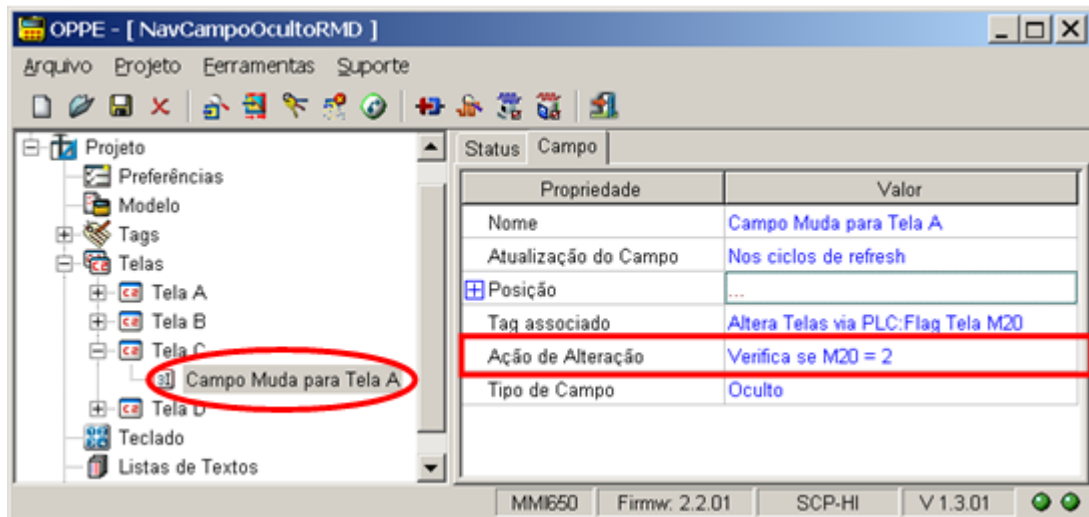 OPPE - [ NavCampoOcultoRMD ]
Arquivo Projeto Ferramentas Suporte
Projeto
Preferências
Modelo
Tags
Telas
Tela A
Tela B
Tela C
Campo Muda para Tela A
Tela D
Teclado
Listas de Textos
Status Campo
Propriedade Valor
Nome Campo Muda para Tela A
Atualização do Campo Nos ciclos de refresh
Posição ...
Tag associado Altera Telas via PLC:Flag Tela M20
Ação de Alteração Verifica se M20 = 2
Tipo de Campo Oculto
MMI650 Firmw: 2.2.01 SCP-HI V 1.3.01